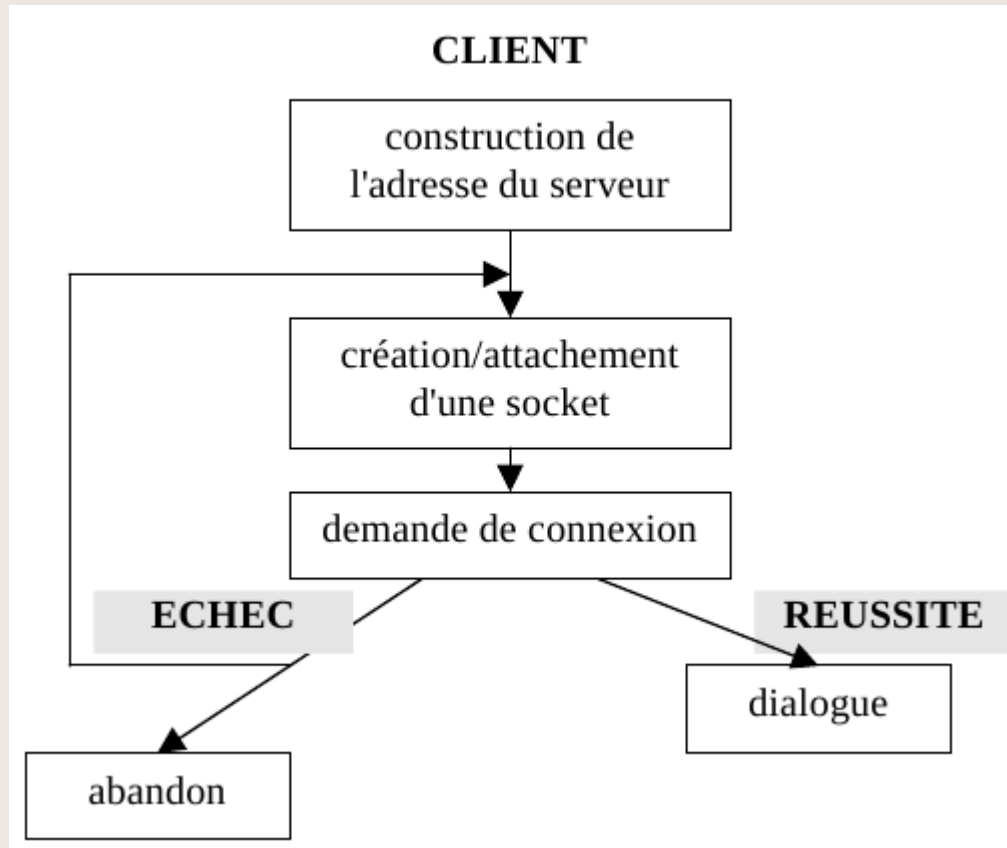 CLIENT
construction de
l'adresse du serveur
création/attachement
d'une socket
demande de connexion
ECHEC
REUSSITE
dialogue
abandon